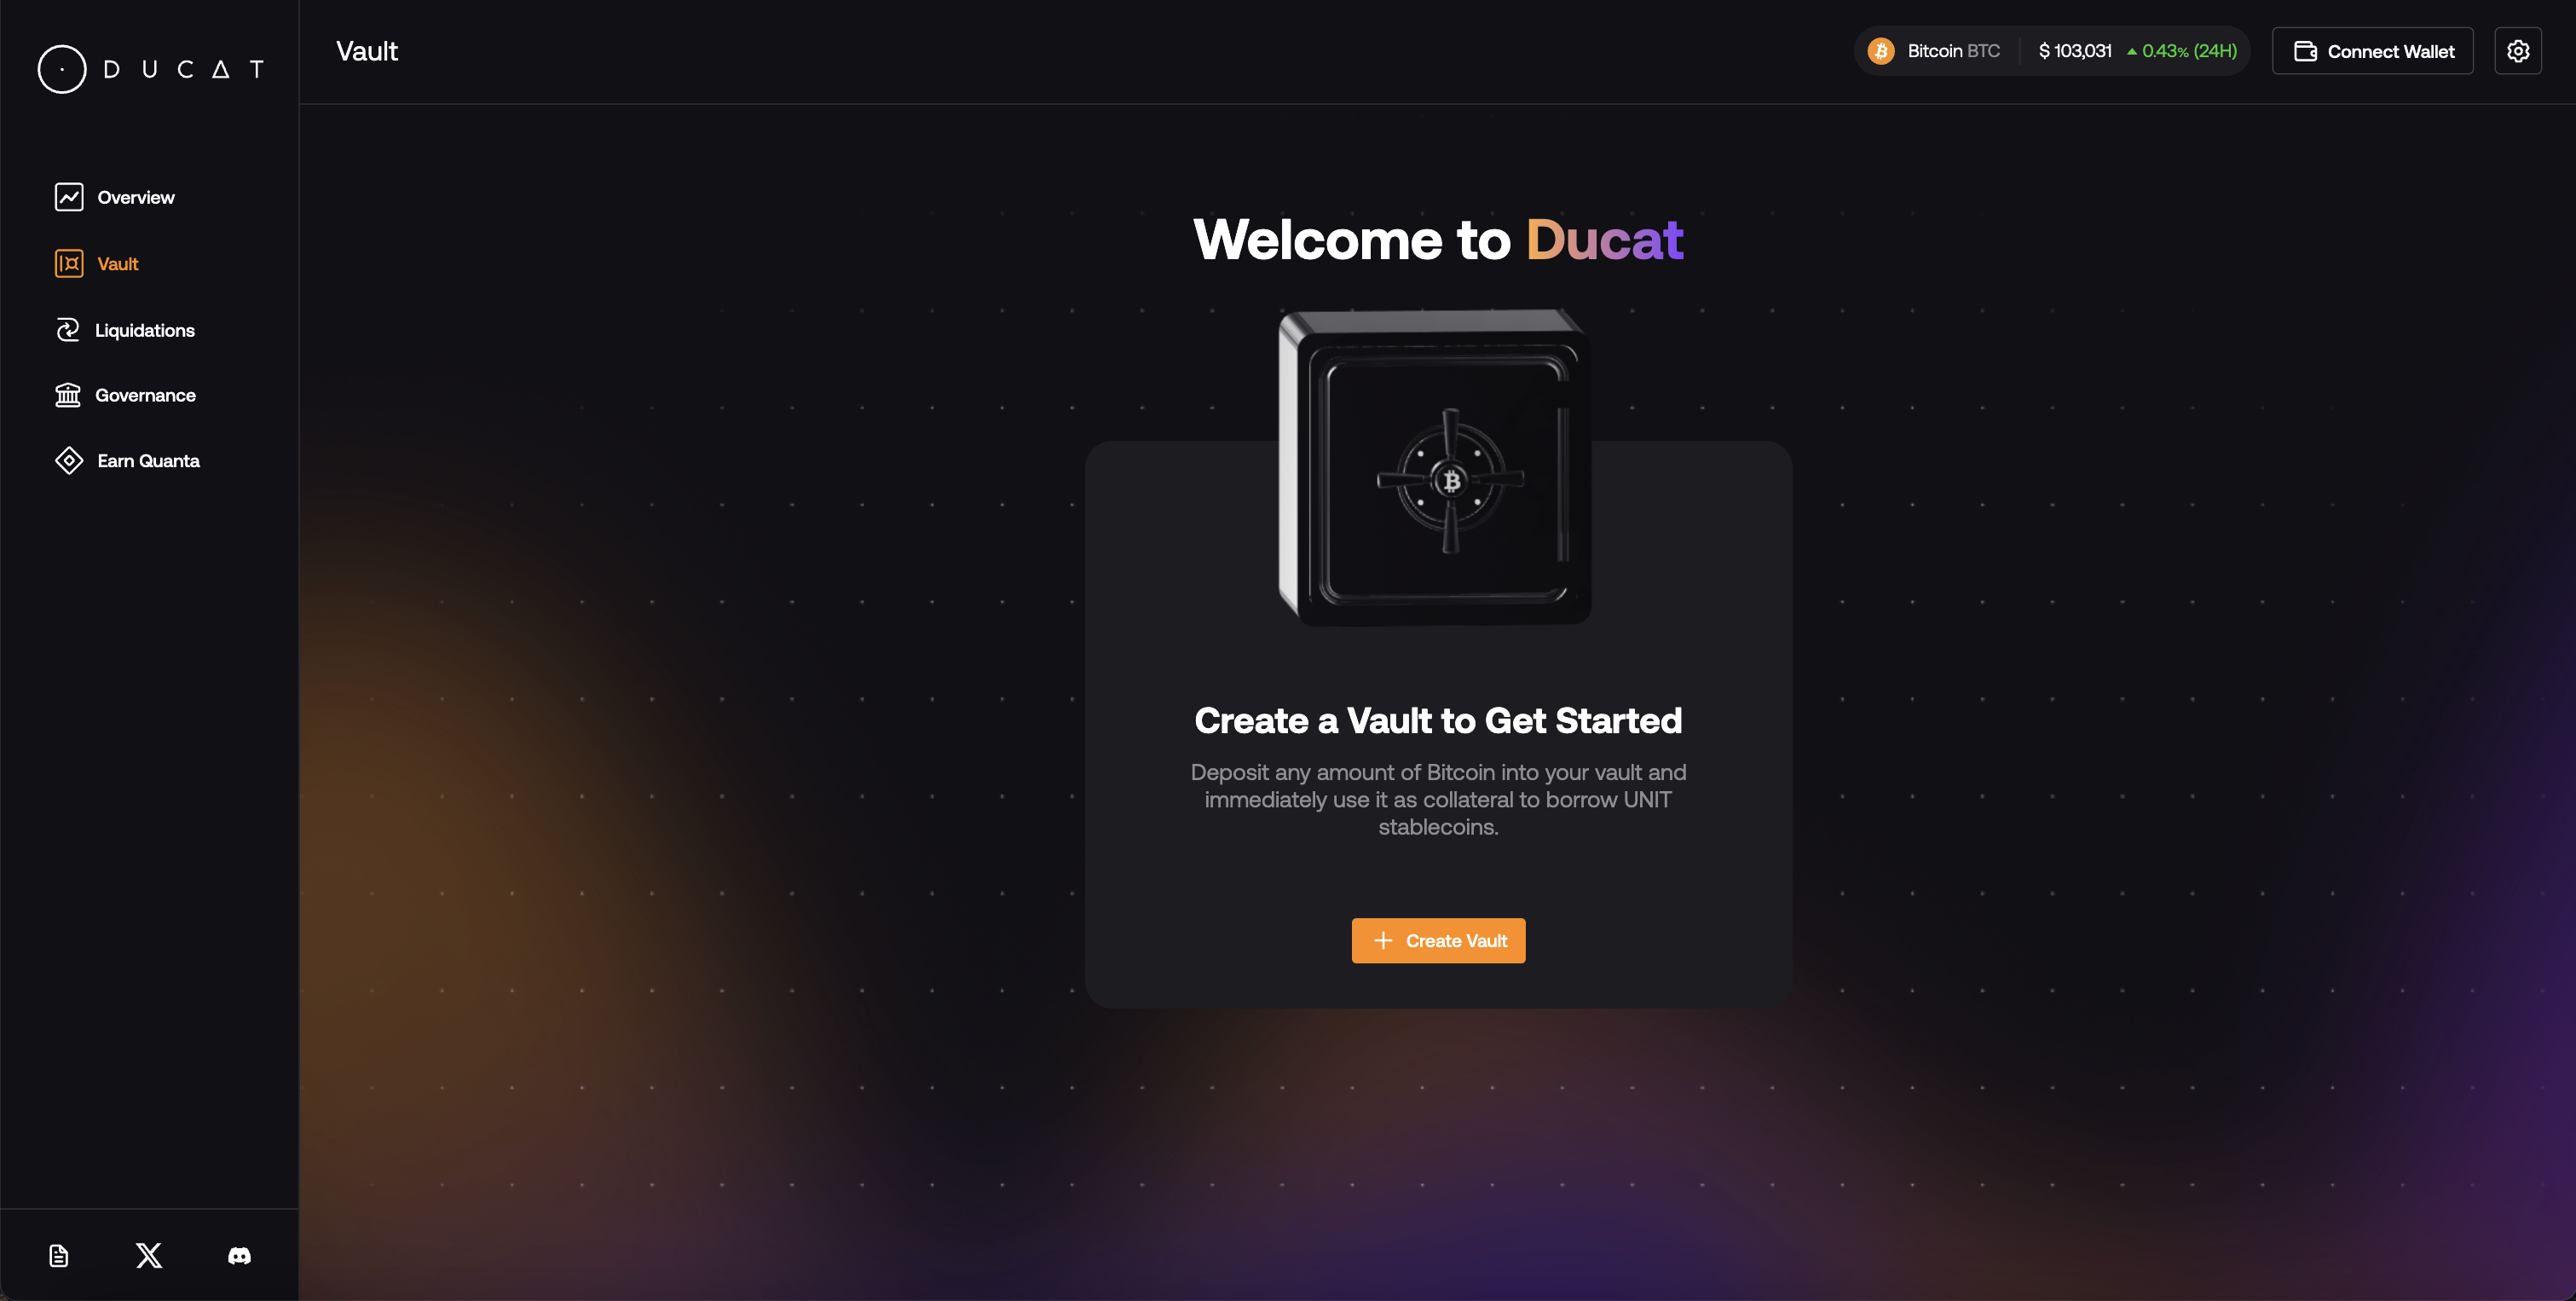 DUCAT
Overview
Vault
Liquidations
Governance
Earn Quanta
Vault
Bitcoin BTC $ 103,031 0.43% (24H) Connect Wallet
Welcome to Ducat
Create a Vault to Get Started
Deposit any amount of Bitcoin into your vault and
immediately use it as collateral to borrow UNIT
stablecoins.
Create Vault